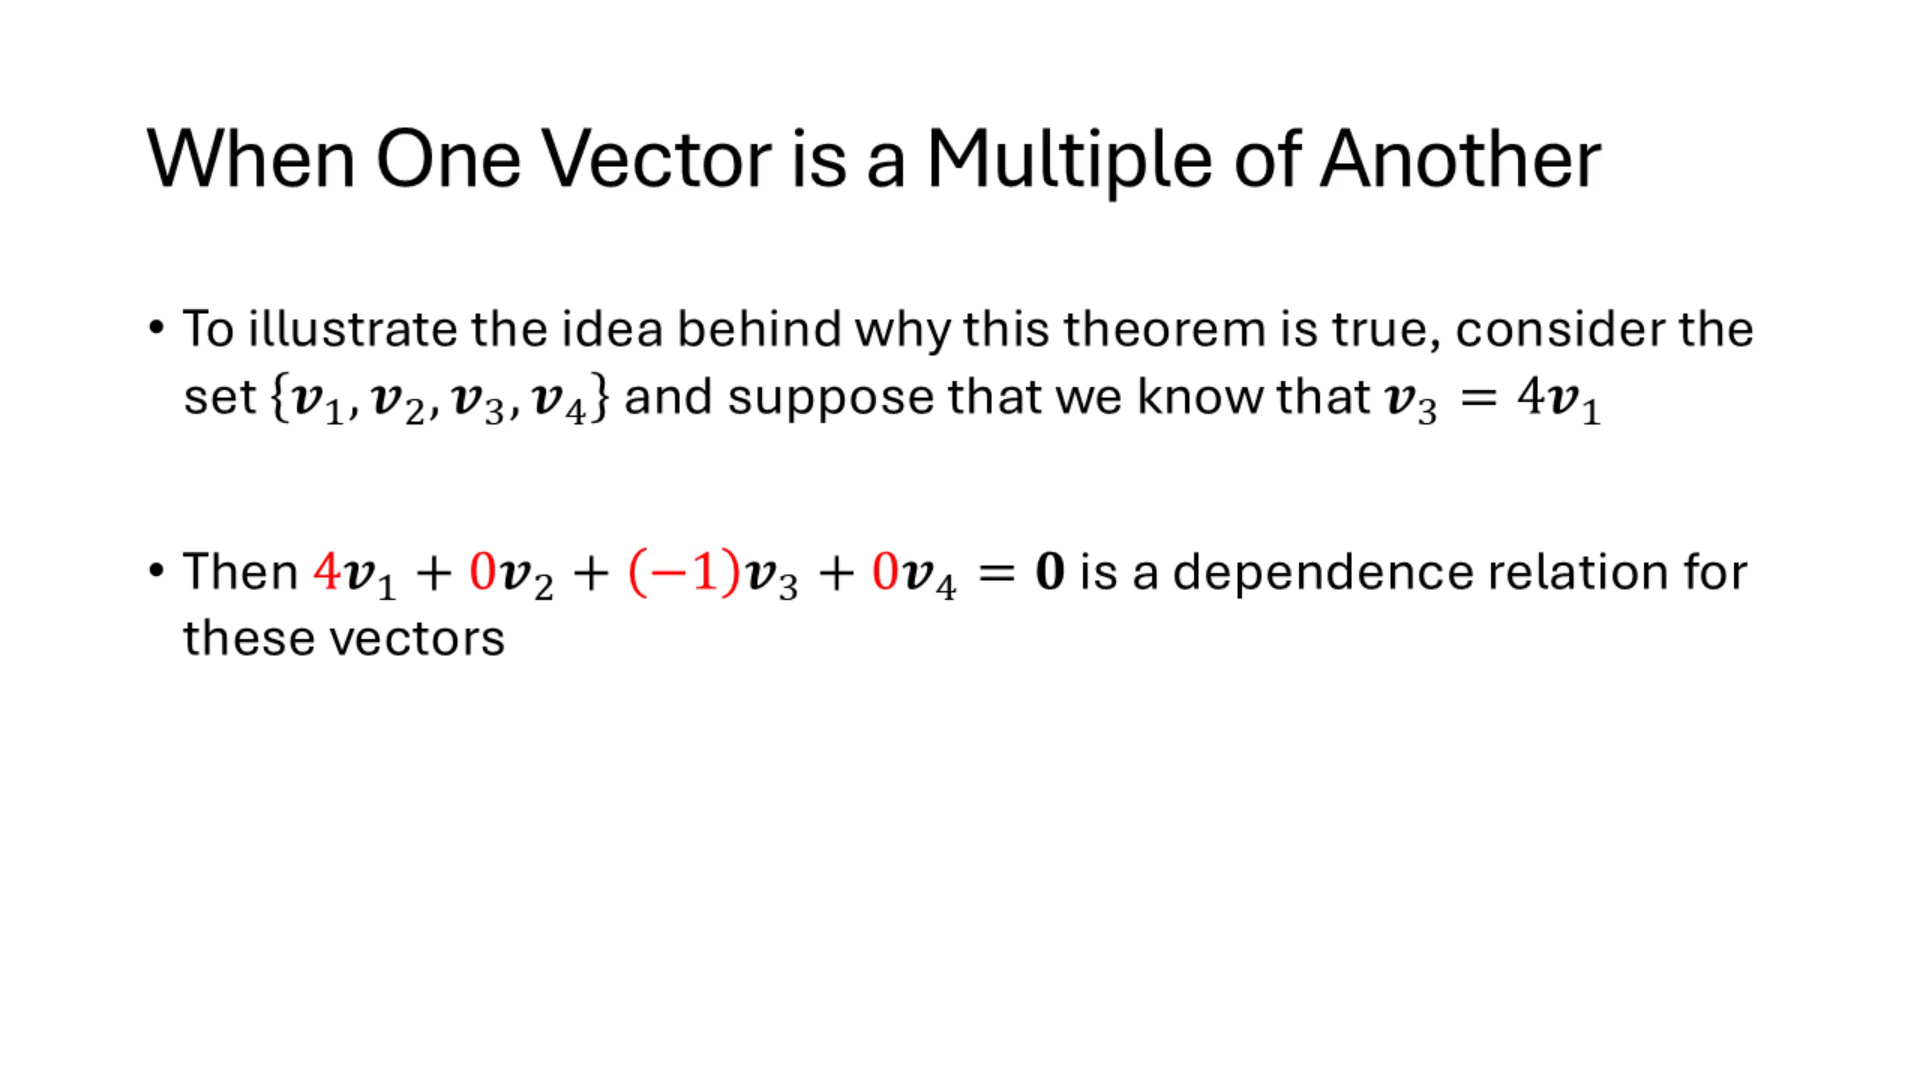 When One Vector is a Multiple of Another
• To illustrate the idea behind why this theorem is true, consider the
set {𝒗₁, 𝒗₂, 𝒗₃, 𝒗₄} and suppose that we know that 𝒗₃ = 4𝒗₁
• Then 4𝒗₁ + 0𝒗₂ + (−1)𝒗₃ + 0𝒗₄ = 𝟎 is a dependence relation for
these vectors